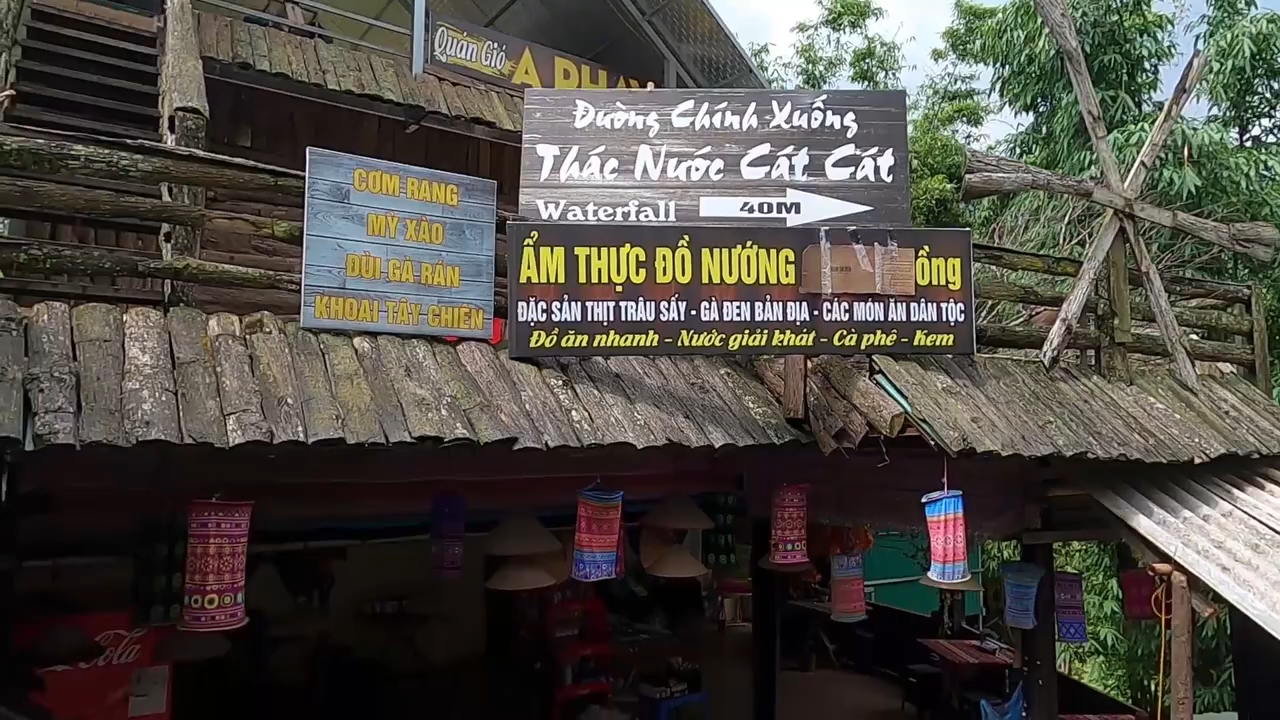 Quán Gió
A PHAY
Đường Chính Xuống
Thác Nước Cát Cát
Waterfall
40M
CƠM RANG
MỲ XÀO
ĐÙI GÀ RÁN
KHOAI TÂY CHIÊN
ẨM THỰC ĐỒ NƯỚNG ồng
ĐẶC SẢN THỊT TRÂU SẤY - GÀ ĐEN BẢN ĐỊA - CÁC MÓN ĂN DÂN TỘC
Đồ ăn nhanh - Nước giải khát - Cà phê - Kem
Cola